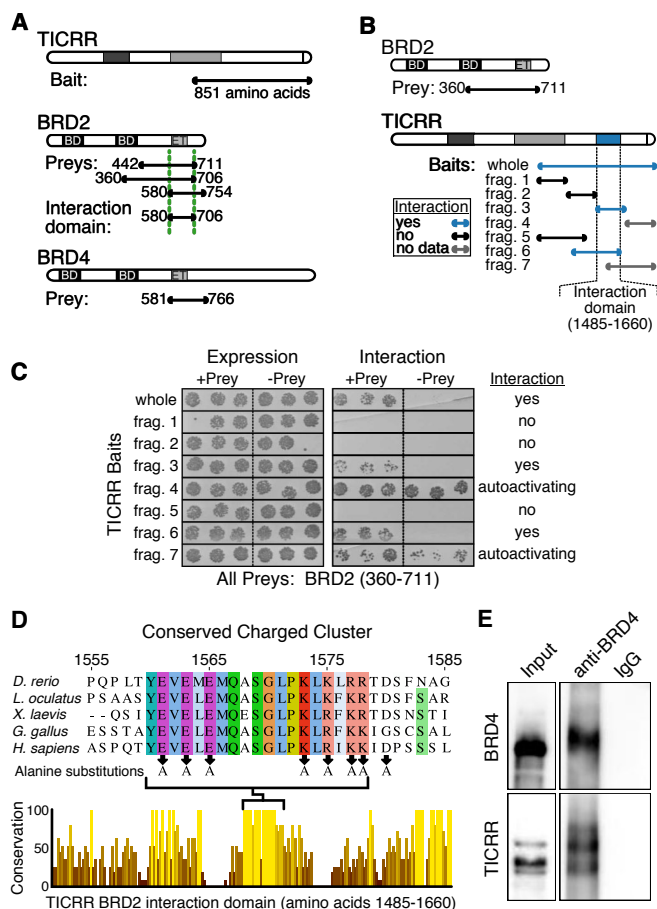 A
TICRR
Bait:
851 amino acids
BRD2
BD BD ET
Preys: 442 711
360 706
580 754
Interaction domain: 580 706
BRD4
BD BD ET
Prey: 581 766
B
BRD2
BD BD ET
Prey: 360 711
TICRR
Baits: whole
frag. 1
frag. 2
frag. 3
frag. 4
frag. 5
frag. 6
frag. 7
Interaction
yes
no
no data
Interaction
domain
(1485-1660)
C
Expression Interaction
+Prey -Prey +Prey -Prey Interaction
TICRR Baits
whole yes
frag. 1 no
frag. 2 no
frag. 3 yes
frag. 4 autoactivating
frag. 5 no
frag. 6 yes
frag. 7 autoactivating
All Preys: BRD2 (360-711)
D
Conserved Charged Cluster
1555 1565 1575 1585
D. rerio PQPLTYEVEMEMQASGLPKLRLKRTDSFNAG
L. oculatus PSAASYEVELEMQASGLPKLRFKKTDSFSAR
X. laevis --QSIYEVELEMQESGLPKLRFKRTDSNSTI
G. gallus ESSTAYEVELEMQASGLPKLRIKKIGSCSAL
H. sapiens ASPQTYEVELEMQASGLPKLRIKKIDPSSSL
Alanine substitutions A A A A A A A A
Conservation
100
50
0
TICRR BRD2 interaction domain (amino acids 1485-1660)
E
Input anti-BRD4 IgG
BRD4
TICRR